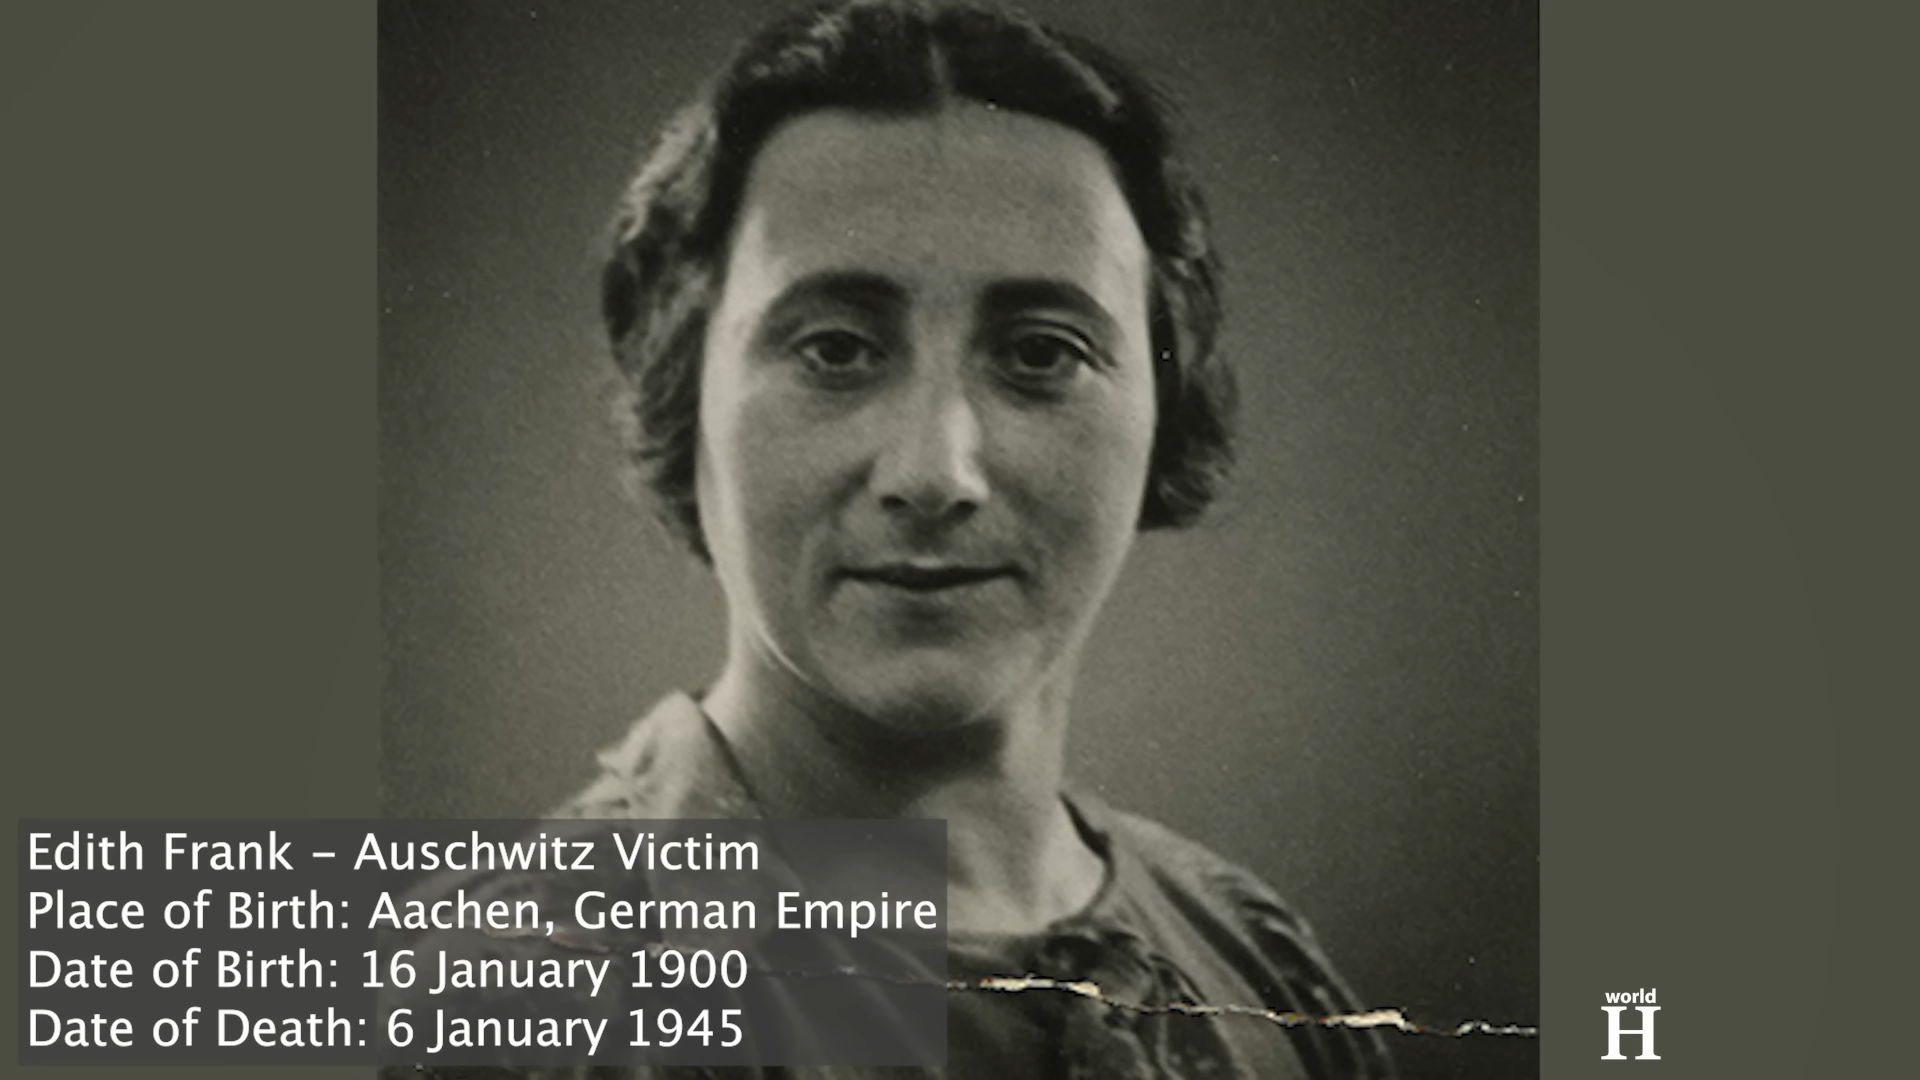 Edith Frank – Auschwitz Victim
Place of Birth: Aachen, German Empire
Date of Birth: 16 January 1900
Date of Death: 6 January 1945
world
H